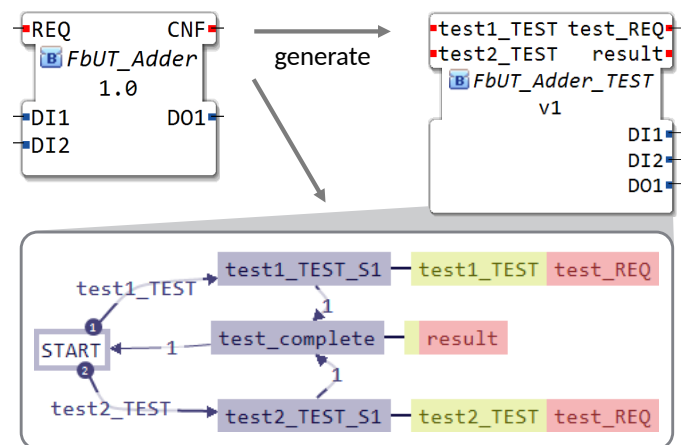 REQ CNF
B FbUT_Adder
1.0
DI1 DO1
DI2
generate
test1_TEST test_REQ
test2_TEST result
B FbUT_Adder_TEST
v1
DI1
DI2
DO1
test1_TEST_S1 test1_TEST test_REQ
test1_TEST
1
1
START 1 test_complete result
2
1
test2_TEST
test2_TEST_S1 test2_TEST test_REQ